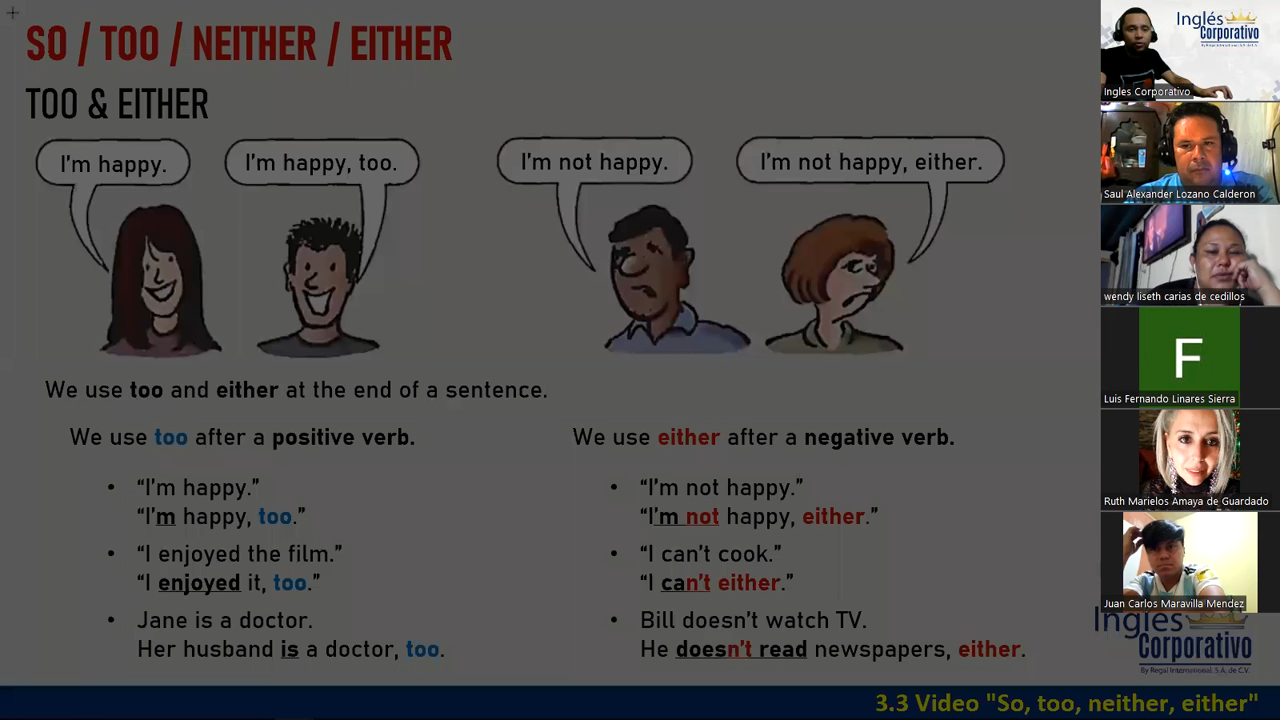 SO / TOO / NEITHER / EITHER
TOO & EITHER
I'm happy.
I'm happy, too.
I'm not happy.
I'm not happy, either.
We use too and either at the end of a sentence.
We use too after a positive verb.
• “I’m happy.”
“I’m happy, too.”
• “I enjoyed the film.”
“I enjoyed it, too.”
• Jane is a doctor.
Her husband is a doctor, too.
We use either after a negative verb.
• “I’m not happy.”
“I’m not happy, either.”
• “I can’t cook.”
“I can’t either.”
• Bill doesn’t watch TV.
He doesn’t read newspapers, either.
Inglés
Corporativo
By Regal International, S.A. de C.V.
3.3 Video "So, too, neither, either"
Inglés
Corporativo
Ingles Corporativo
Saul Alexander Lozano Calderon
wendy liseth carias de cedillos
F
Luis Fernando Linares Sierra
Ruth Marielos Amaya de Guardado
Juan Carlos Maravilla Mendez